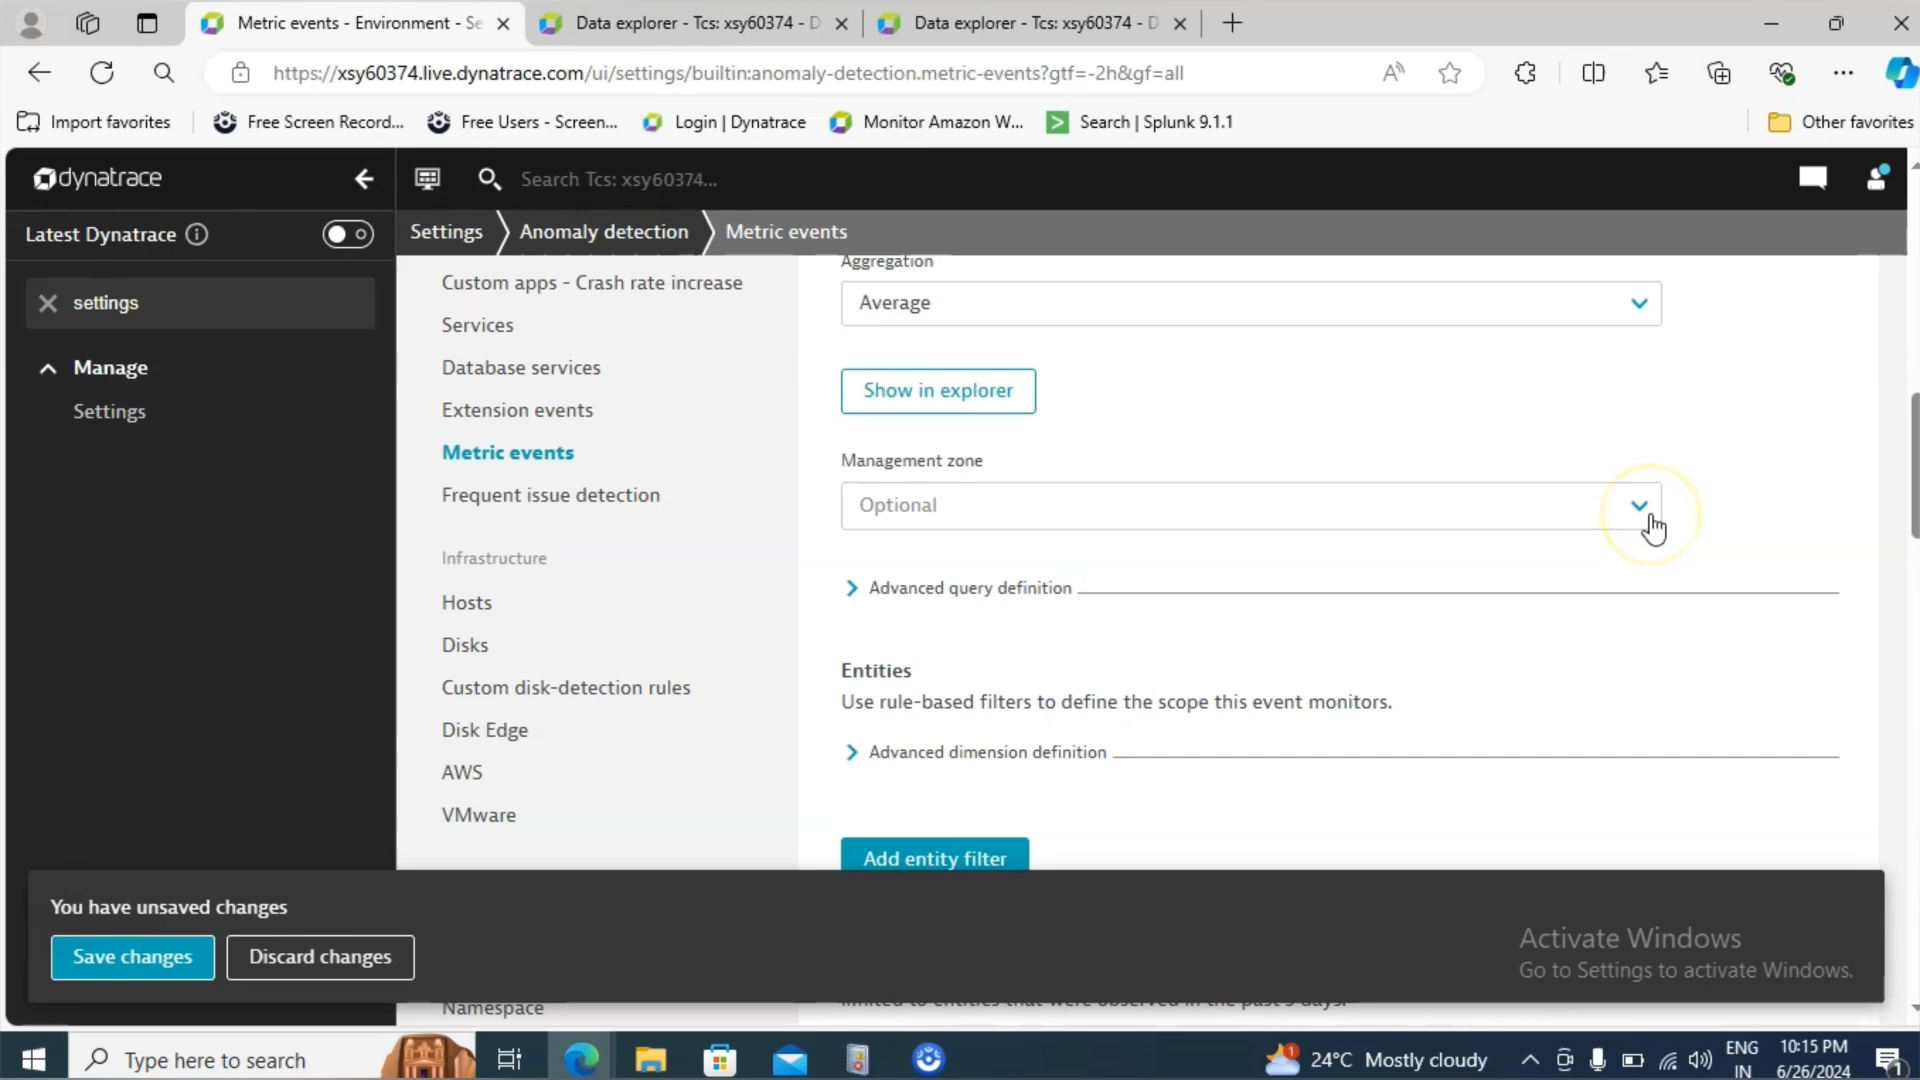 Metric events - Environment - Se
Data explorer - Tcs: xsy60374 - D
Data explorer - Tcs: xsy60374 - D
https://xsy60374.live.dynatrace.com/ui/settings/builtin:anomaly-detection.metric-events?gtf=-2h&gf=all
Import favorites
Free Screen Record...
Free Users - Screen...
Login | Dynatrace
Monitor Amazon W...
Search | Splunk 9.1.1
Other favorites
dynatrace
Search Tcs: xsy60374...
Latest Dynatrace
Settings
Anomaly detection
Metric events
settings
Manage
Settings
Custom apps - Crash rate increase
Services
Database services
Extension events
Metric events
Frequent issue detection
Infrastructure
Hosts
Disks
Custom disk-detection rules
Disk Edge
AWS
VMware
Namespace
Aggregation
Average
Show in explorer
Management zone
Optional
Advanced query definition
Entities
Use rule-based filters to define the scope this event monitors.
Advanced dimension definition
Add entity filter
limited to entities that were observed in the past 3 days.
You have unsaved changes
Save changes
Discard changes
Activate Windows
Go to Settings to activate Windows.
Type here to search
1
24°C Mostly cloudy
ENG
IN
10:15 PM
6/26/2024
1